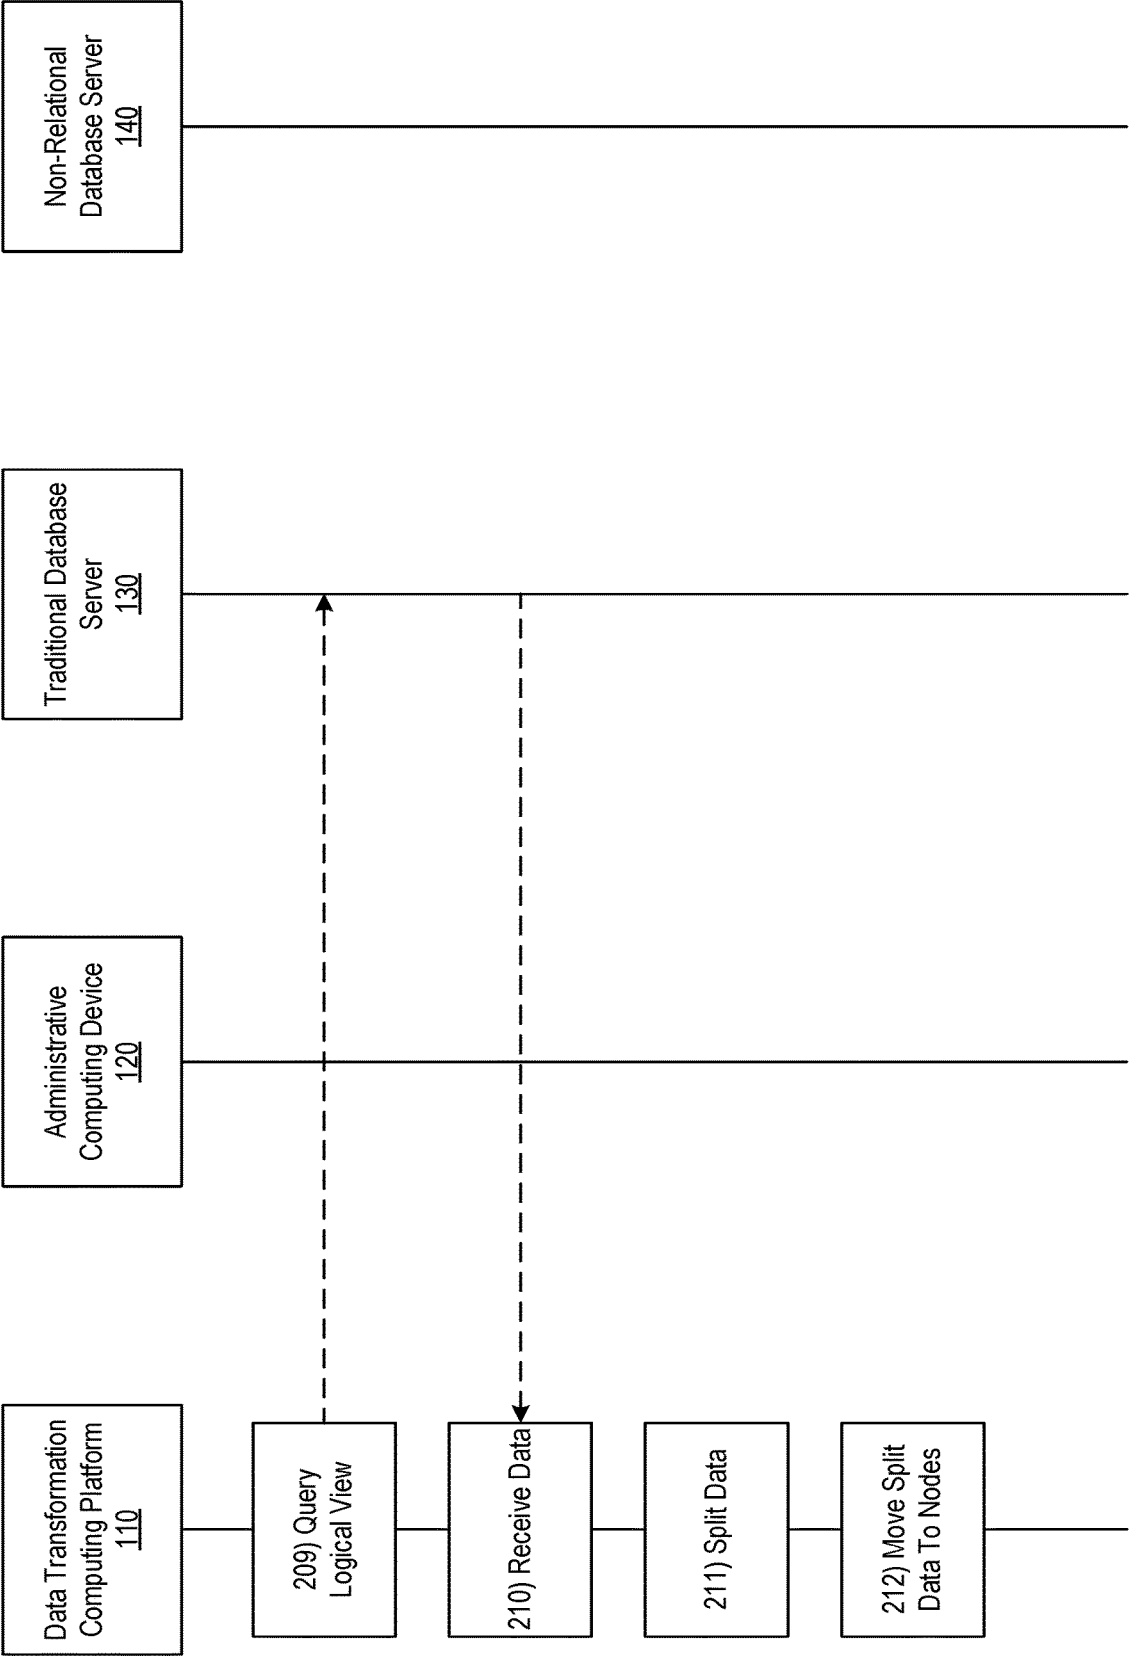 Data Transformation
Computing Platform
110
Administrative
Computing Device
120
Traditional Database
Server
130
Non-Relational
Database Server
140
209) Query
Logical View
210) Receive Data
211) Split Data
212) Move Split
Data To Nodes